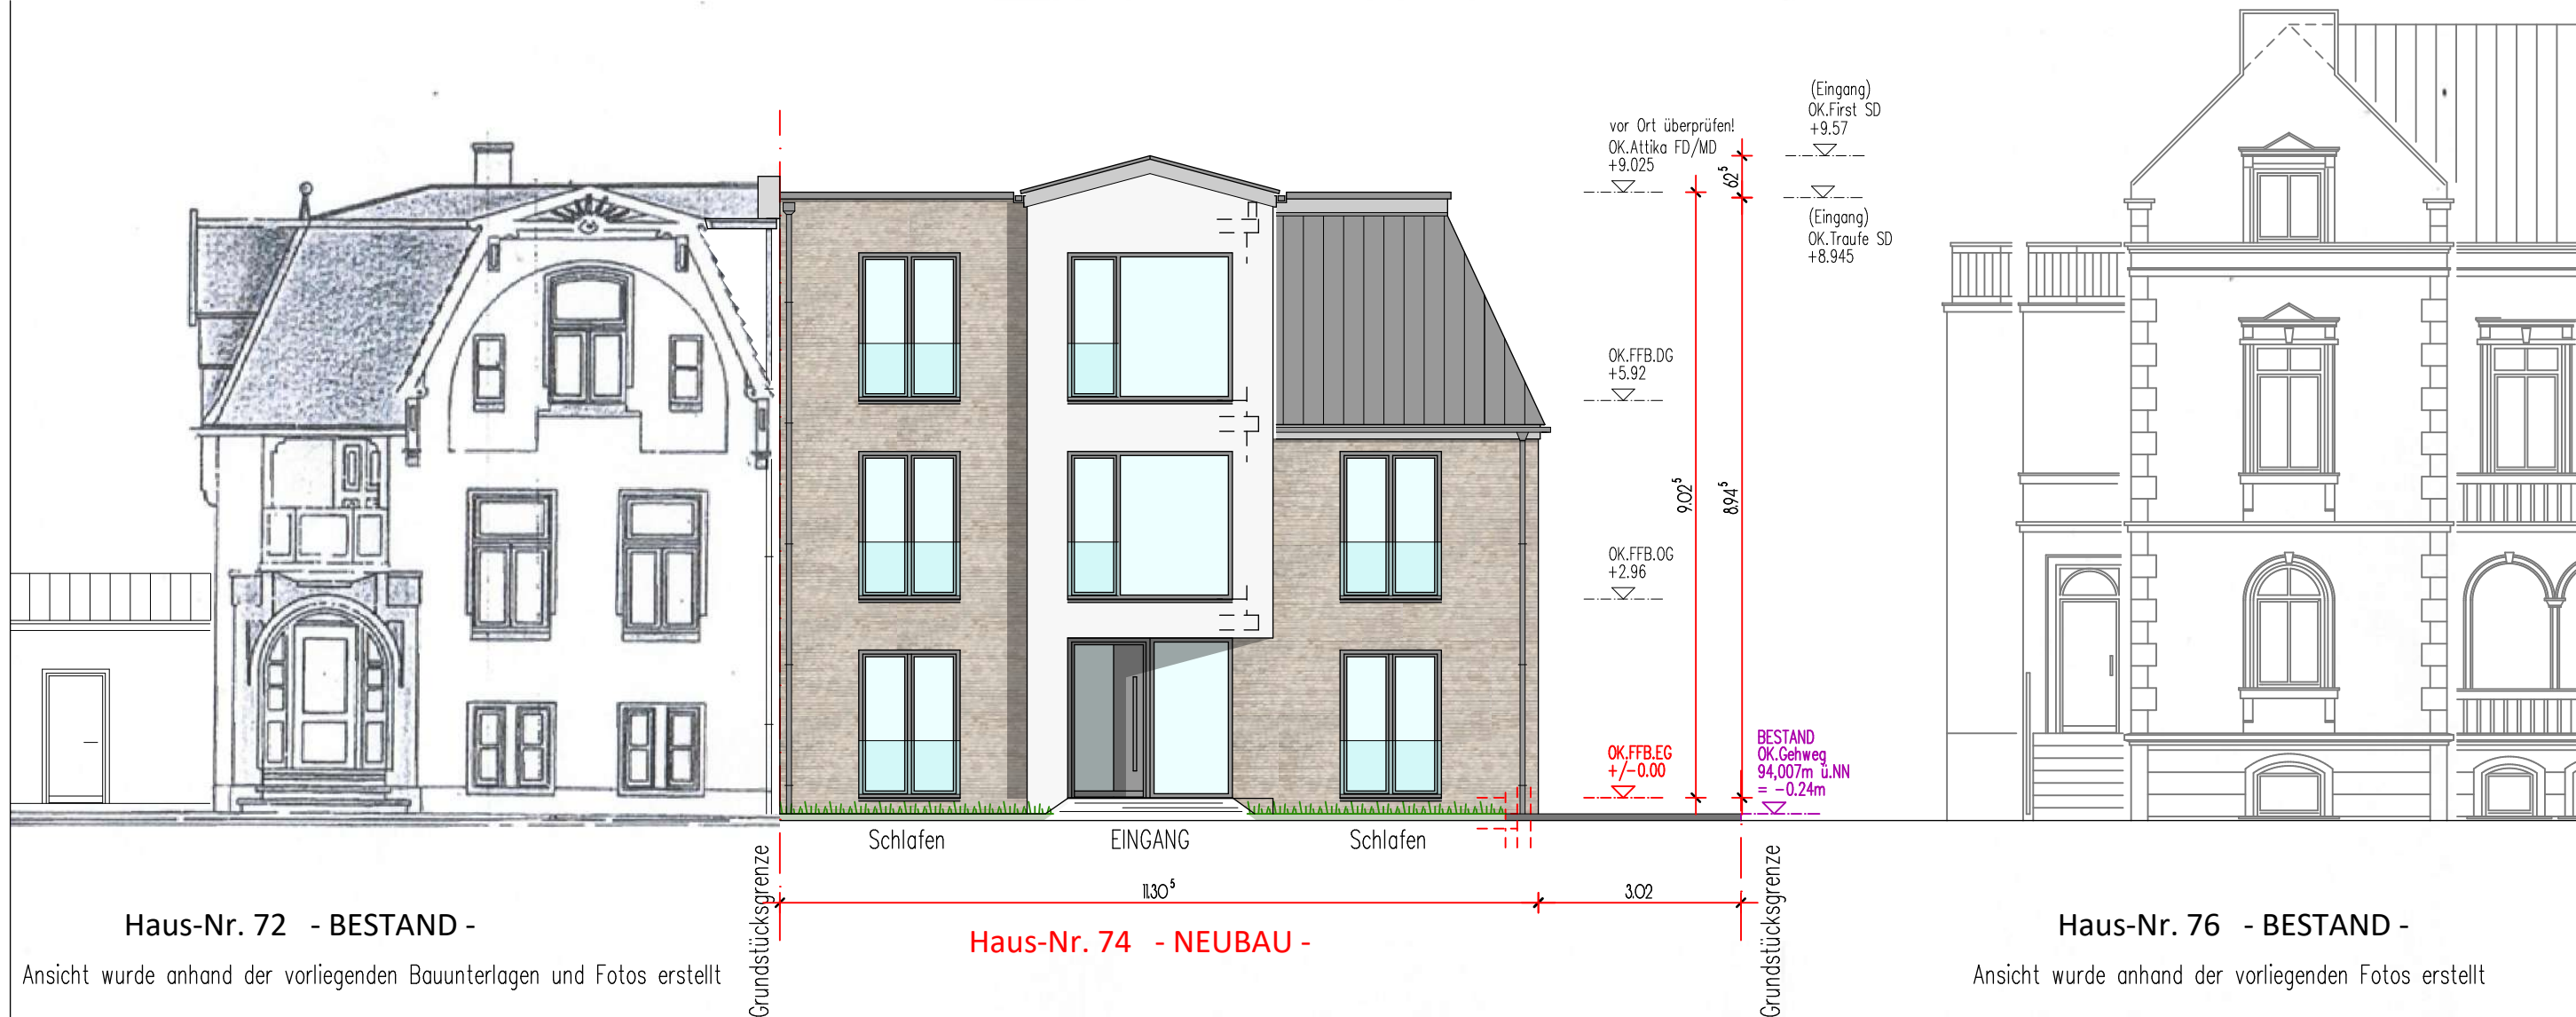 (Eingang)
OK.First SD
+9.57
vor Ort überprüfen!
OK.Attika FD/MD
+9.025
62⁵
(Eingang)
OK.Traufe SD
+8.945
OK.FFB.DG
+5.92
9.02⁵
8.94⁵
OK.FFB.OG
+2.96
OK.FFB.EG
+/-0.00
BESTAND
OK.Gehweg
94,007m ü.NN
= -0.24m
Schlafen
EINGANG
Schlafen
Grundstücksgrenze
Grundstücksgrenze
11.30⁵
3.02
Haus-Nr. 72 - BESTAND -
Haus-Nr. 74 - NEUBAU -
Haus-Nr. 76 - BESTAND -
Ansicht wurde anhand der vorliegenden Bauunterlagen und Fotos erstellt
Ansicht wurde anhand der vorliegenden Fotos erstellt